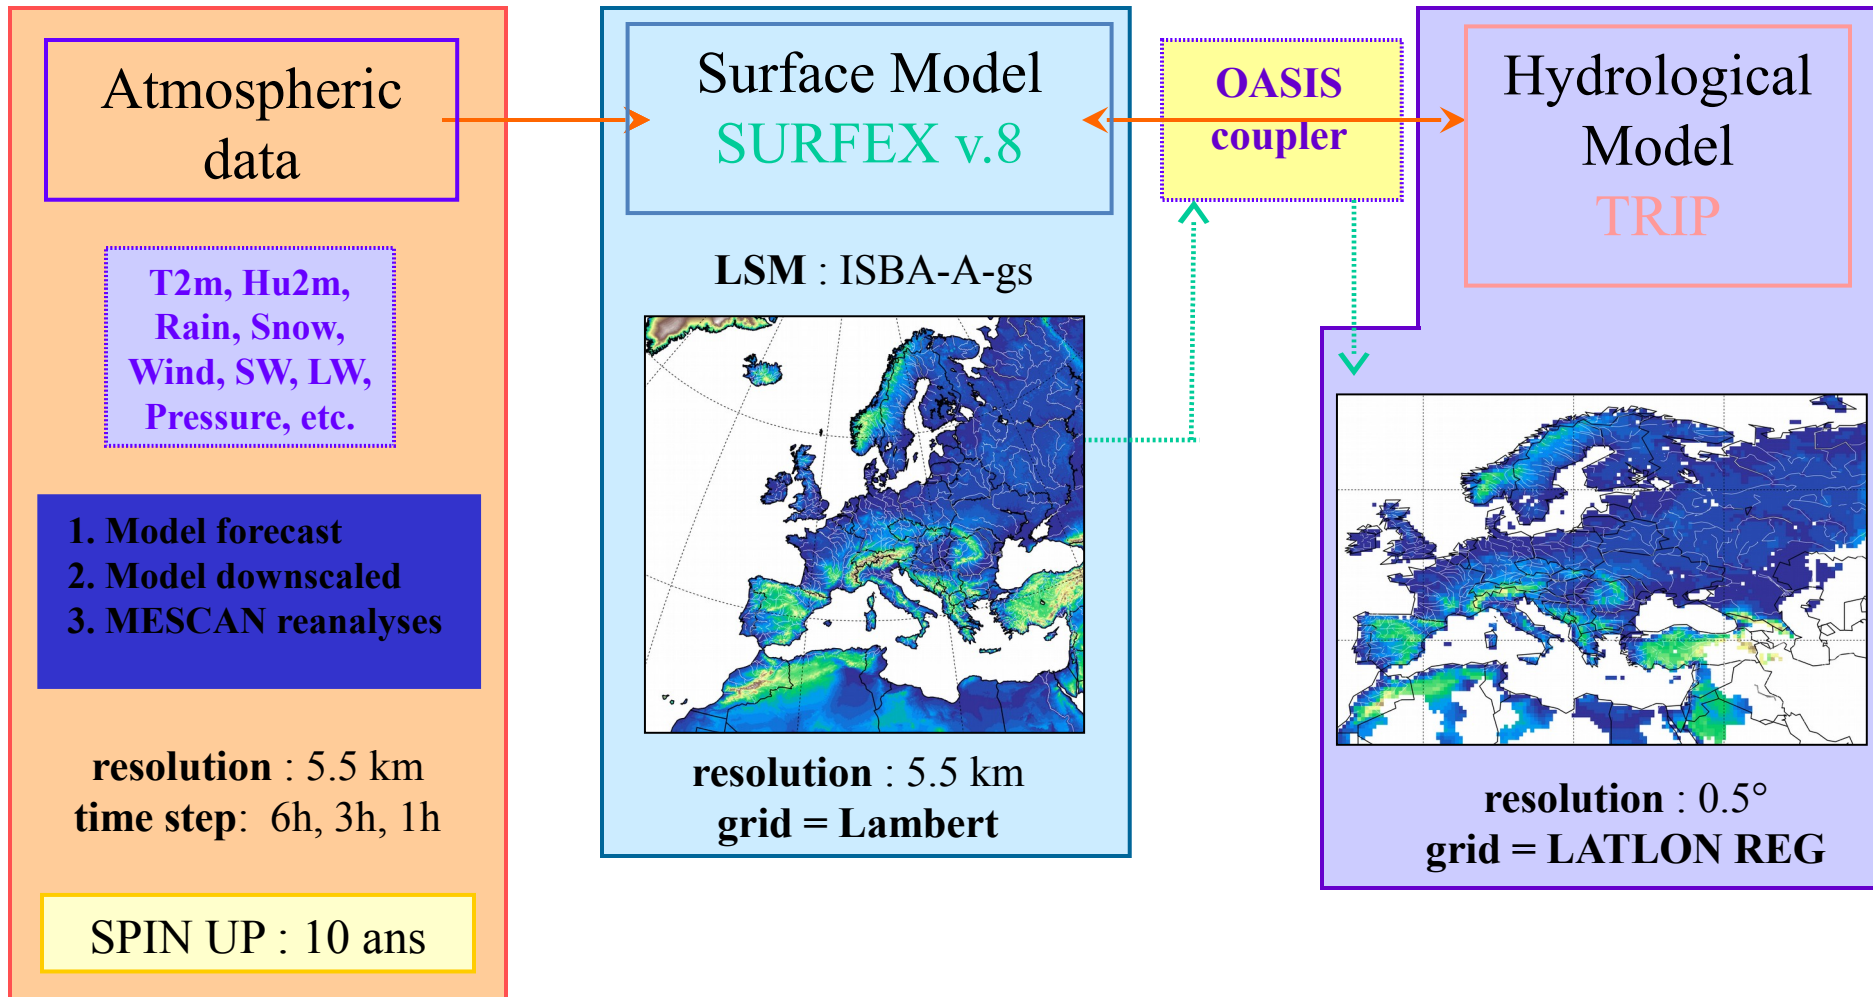 Atmospheric
data
T2m, Hu2m,
Rain, Snow,
Wind, SW, LW,
Pressure, etc.
1. Model forecast
2. Model downscaled
3. MESCAN reanalyses
resolution : 5.5 km
time step:  6h, 3h, 1h
SPIN UP : 10 ans
Surface Model
SURFEX v.8
LSM : ISBA-A-gs
resolution : 5.5 km
grid = Lambert
OASIS
coupler
Hydrological
Model
TRIP
resolution : 0.5°
grid = LATLON REG